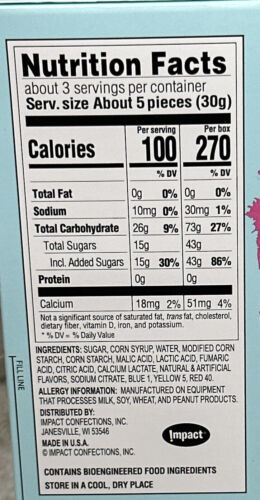 Nutrition Facts
about 3 servings per container
Serv. size About 5 pieces (30g)
Per serving Per box
Calories 100 270
% DV % DV
Total Fat 0g 0% 0g 0%
Sodium 10mg 0% 30mg 1%
Total Carbohydrate 26g 9% 73g 27%
Total Sugars 15g 43g
Incl. Added Sugars 15g 30% 43g 86%
Protein 0g 0g
Calcium 18mg 2% 51mg 4%
Not a significant source of saturated fat, trans fat, cholesterol,
dietary fiber, vitamin D, iron, and potassium.
* % DV = % Daily Value
INGREDIENTS: SUGAR, CORN SYRUP, WATER, MODIFIED CORN
STARCH, CORN STARCH, MALIC ACID, LACTIC ACID, FUMARIC
ACID, CITRIC ACID, CALCIUM LACTATE, NATURAL & ARTIFICIAL
FLAVORS, SODIUM CITRATE, BLUE 1, YELLOW 5, RED 40.
ALLERGY INFORMATION: MANUFACTURED ON EQUIPMENT
THAT PROCESSES MILK, SOY, WHEAT, AND PEANUT PRODUCTS.
DISTRIBUTED BY:
IMPACT CONFECTIONS, INC.
JANESVILLE, WI 53546
MADE IN U.S.A.
© IMPACT CONFECTIONS, INC.
Impact
CONTAINS BIOENGINEERED FOOD INGREDIENTS
STORE IN A COOL, DRY PLACE
FILL LINE